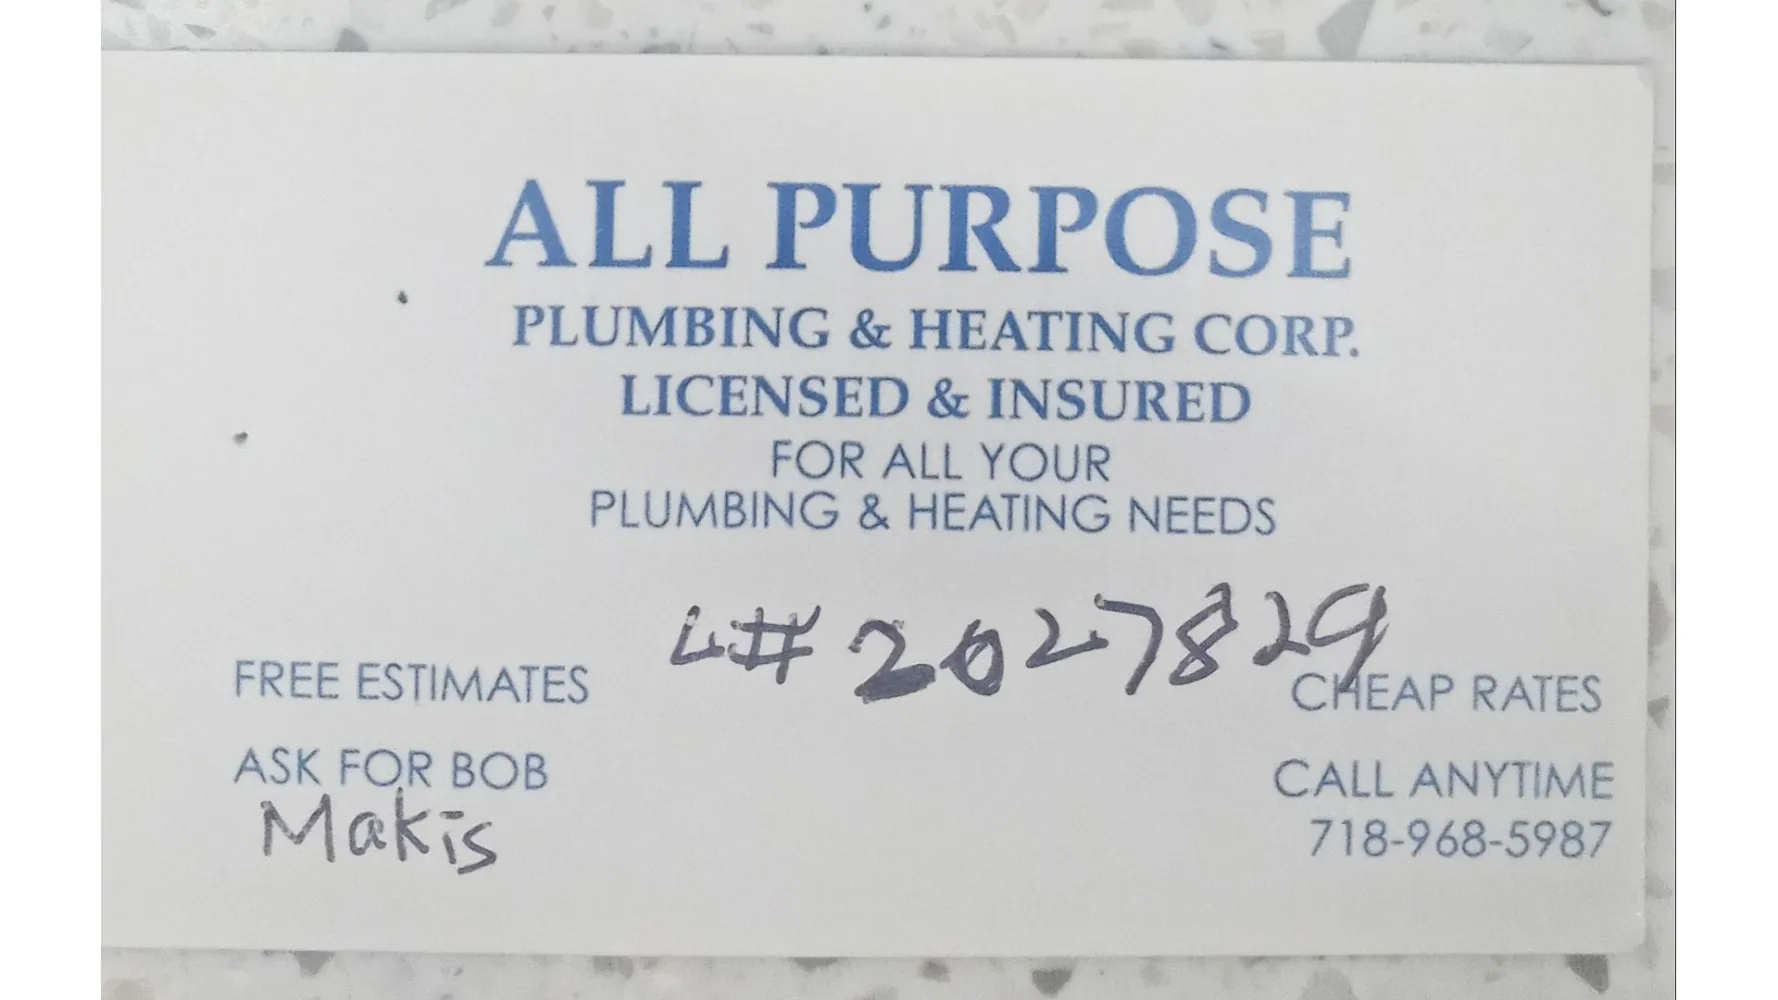 ALL PURPOSE
PLUMBING & HEATING CORP.
LICENSED & INSURED
FOR ALL YOUR
PLUMBING & HEATING NEEDS
L# 2027829
FREE ESTIMATES
CHEAP RATES
ASK FOR BOB
Makis
CALL ANYTIME
718-968-5987